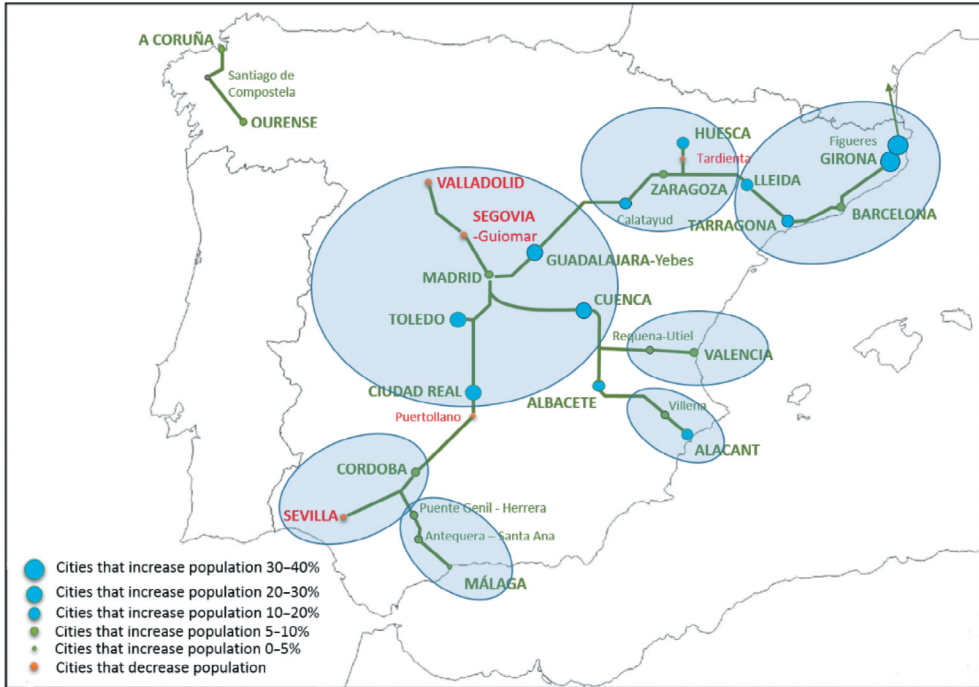 A CORUÑA
Santiago de
Compostela
OURENSE
HUESCA
Tardienta
Figueres
GIRONA
VALLADOLID
ZARAGOZA
LLEIDA
SEGOVIA
-Guiomar
Calatayud
TARRAGONA
BARCELONA
GUADALAJARA-Yebes
MADRID
CUENCA
TOLEDO
Requena-Utiel
VALENCIA
CIUDAD REAL
ALBACETE
Puertollano
Villena
ALACANT
CORDOBA
SEVILLA
Puente Genil - Herrera
Antequera – Santa Ana
MÁLAGA
Cities that increase population 30–40%
Cities that increase population 20–30%
Cities that increase population 10–20%
Cities that increase population 5–10%
Cities that increase population 0–5%
Cities that decrease population